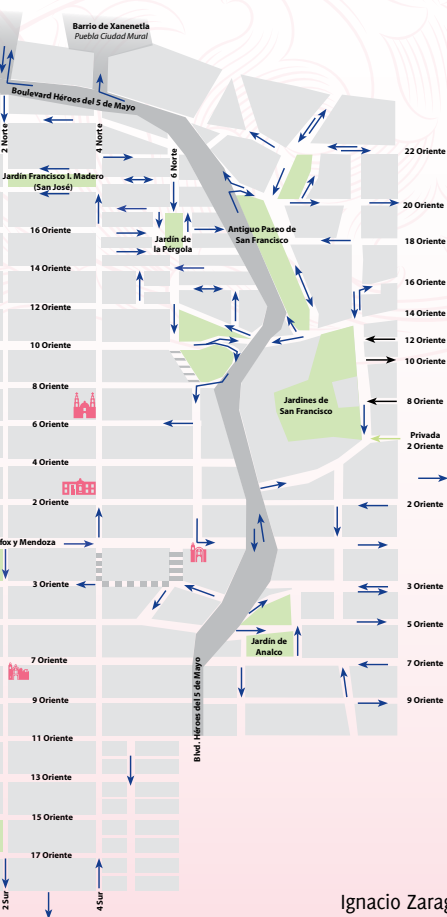 Barrio de Xanenetla
Puebla Ciudad Mural
Boulevard Héroes del 5 de Mayo
2 Norte
4 Norte
6 Norte
22 Oriente
Jardín Francisco I. Madero
(San José)
20 Oriente
16 Oriente
Jardín de
la Pérgola
Antiguo Paseo de
San Francisco
18 Oriente
14 Oriente
16 Oriente
12 Oriente
14 Oriente
10 Oriente
12 Oriente
10 Oriente
8 Oriente
Jardines de
San Francisco
8 Oriente
6 Oriente
Privada
2 Oriente
4 Oriente
2 Oriente
2 Oriente
fox y Mendoza
3 Oriente
3 Oriente
5 Oriente
Jardín de
Analco
7 Oriente
7 Oriente
Blvd. Héroes del 5 de Mayo
9 Oriente
9 Oriente
11 Oriente
13 Oriente
15 Oriente
17 Oriente
2 Sur
4 Sur
Ignacio Zarag